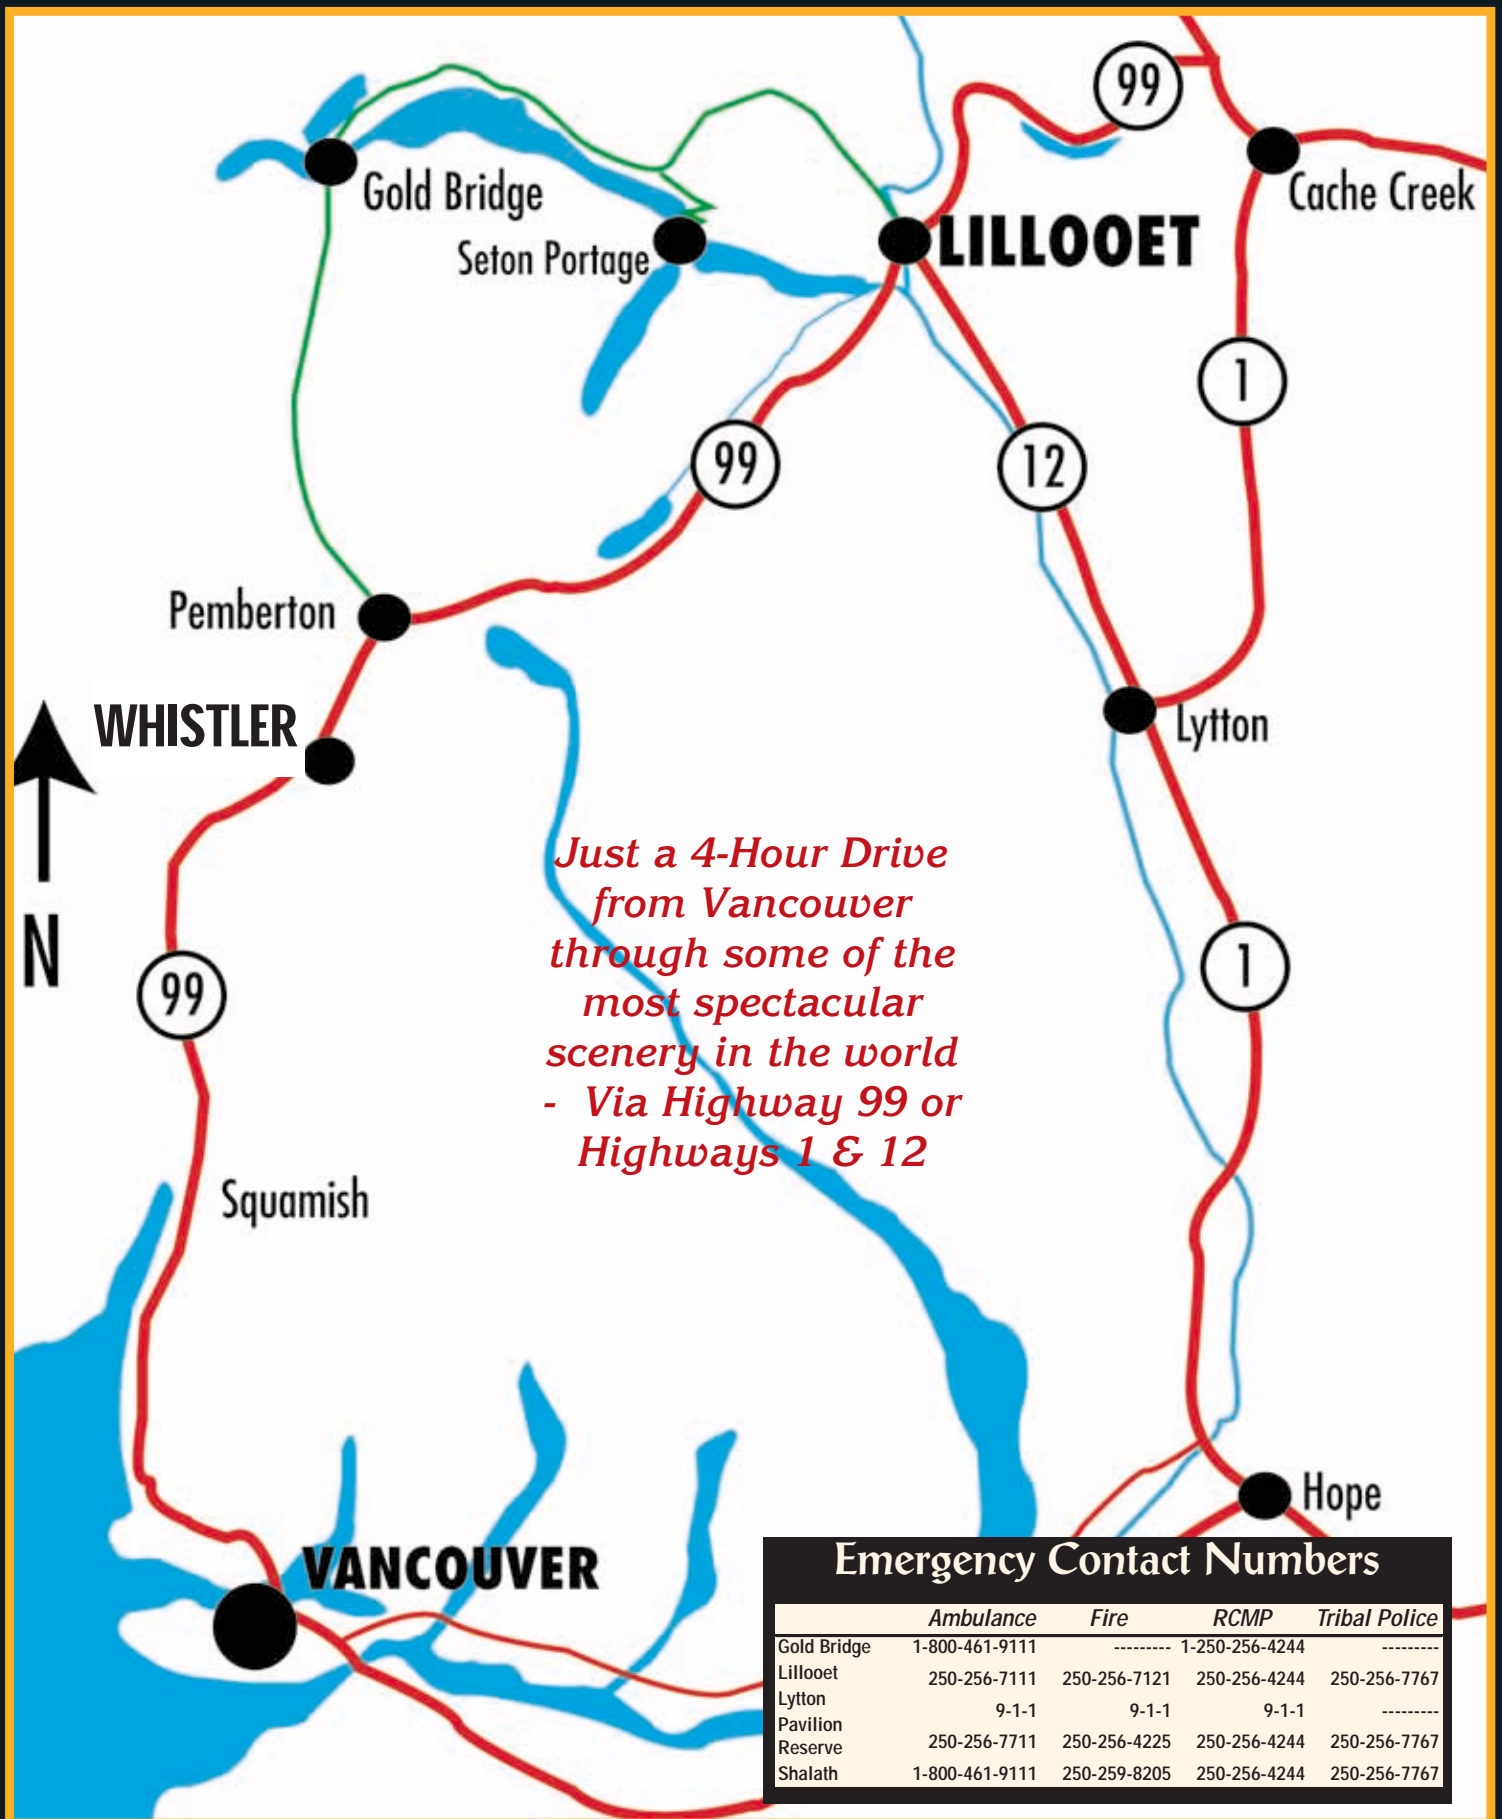 99
Gold Bridge
Cache Creek
Seton Portage
LILLOOET
1
99
12
Pemberton
WHISTLER
Lytton
N
99
1
Just a 4-Hour Drive
from Vancouver
through some of the
most spectacular
scenery in the world
- Via Highway 99 or
Highways 1 & 12
Squamish
Hope
VANCOUVER
Emergency Contact Numbers
Ambulance Fire RCMP Tribal Police
Gold Bridge 1-800-461-9111 --------- 1-250-256-4244 ---------
Lillooet 250-256-7111 250-256-7121 250-256-4244 250-256-7767
Lytton 9-1-1 9-1-1 9-1-1 ---------
Pavilion
Reserve 250-256-7711 250-256-4225 250-256-4244 250-256-7767
Shalath 1-800-461-9111 250-259-8205 250-256-4244 250-256-7767